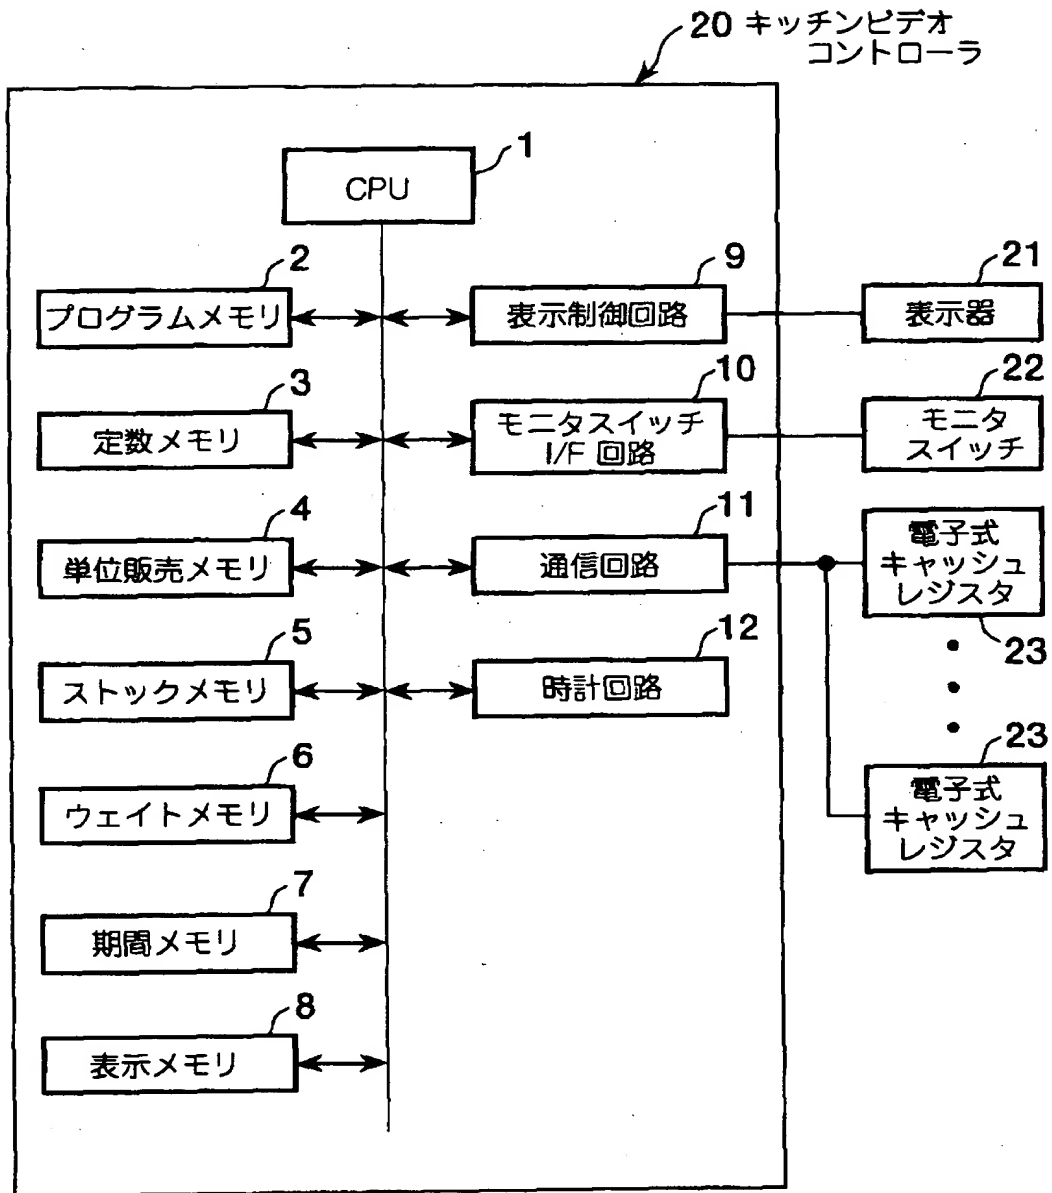 20 キッチンビデオ
コントローラ
1
CPU
2
プログラムメモリ
9
表示制御回路
21
表示器
3
定数メモリ
10
モニタスイッチ
I/F 回路
22
モニタ
スイッチ
4
単位販売メモリ
11
通信回路
電子式
キャッシュ
レジスタ
23
5
ストックメモリ
12
時計回路
6
ウェイトメモリ
23
電子式
キャッシュ
レジスタ
7
期間メモリ
8
表示メモリ